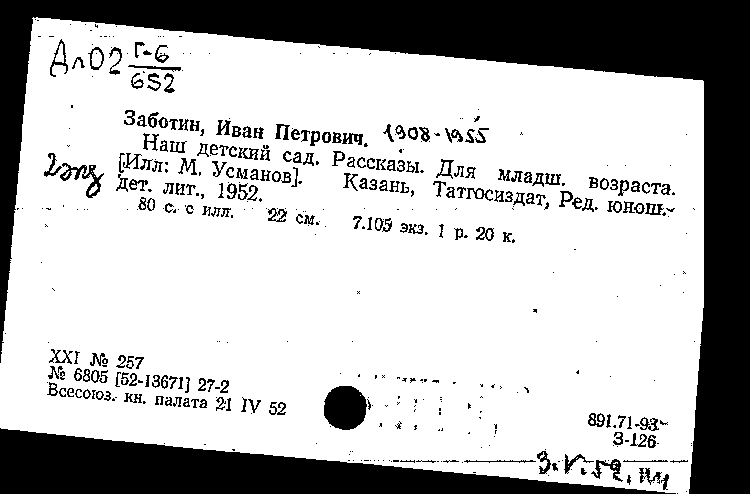 Дл02 Г-6
652
Заботин, Иван Петрович. 1908-1955
Наш детский сад. Рассказы. Для младш. возраста.
2 экз [Илл: М. Усманов]. Казань, Татгосиздат, Ред. юнош.-
дет. лит., 1952.
80 с. с илл. 22 см. 7.105 экз. 1 р. 20 к.
XXI № 257
№ 6805 [52-13671] 27-2
Всесоюз. кн. палата 21 IV 52
891.71-93
З-126
3.V.52.